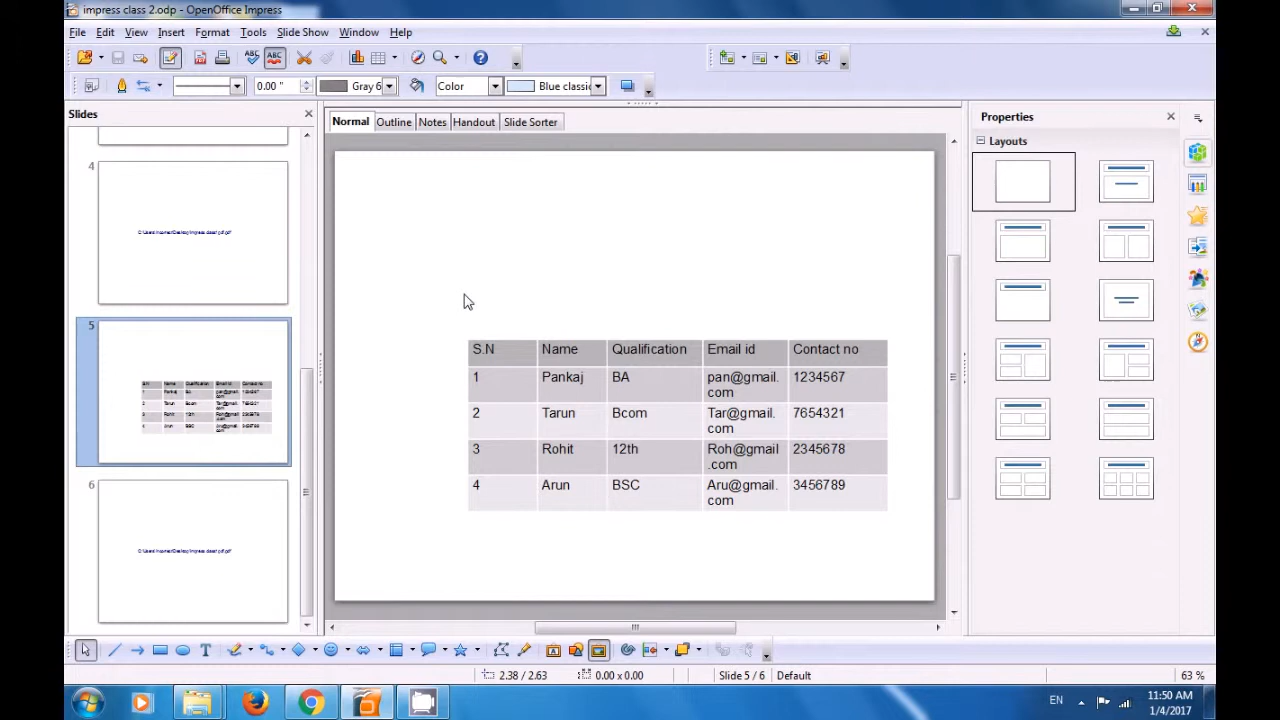 impress class 2.odp - OpenOffice Impress
File Edit View Insert Format Tools Slide Show Window Help
0.00 " Gray 6 Color Blue classic
Slides
Normal Outline Notes Handout Slide Sorter
Properties
Layouts
4
5
6
S.N Name Qualification Email id Contact no
1 Pankaj BA pan@gmail. 1234567
com
2 Tarun Bcom Tar@gmail. 7654321
com
3 Rohit 12th Roh@gmail 2345678
.com
4 Arun BSC Aru@gmail. 3456789
com
2.38 / 2.63 0.00 x 0.00 Slide 5 / 6 Default 63 %
EN 11:50 AM
1/4/2017